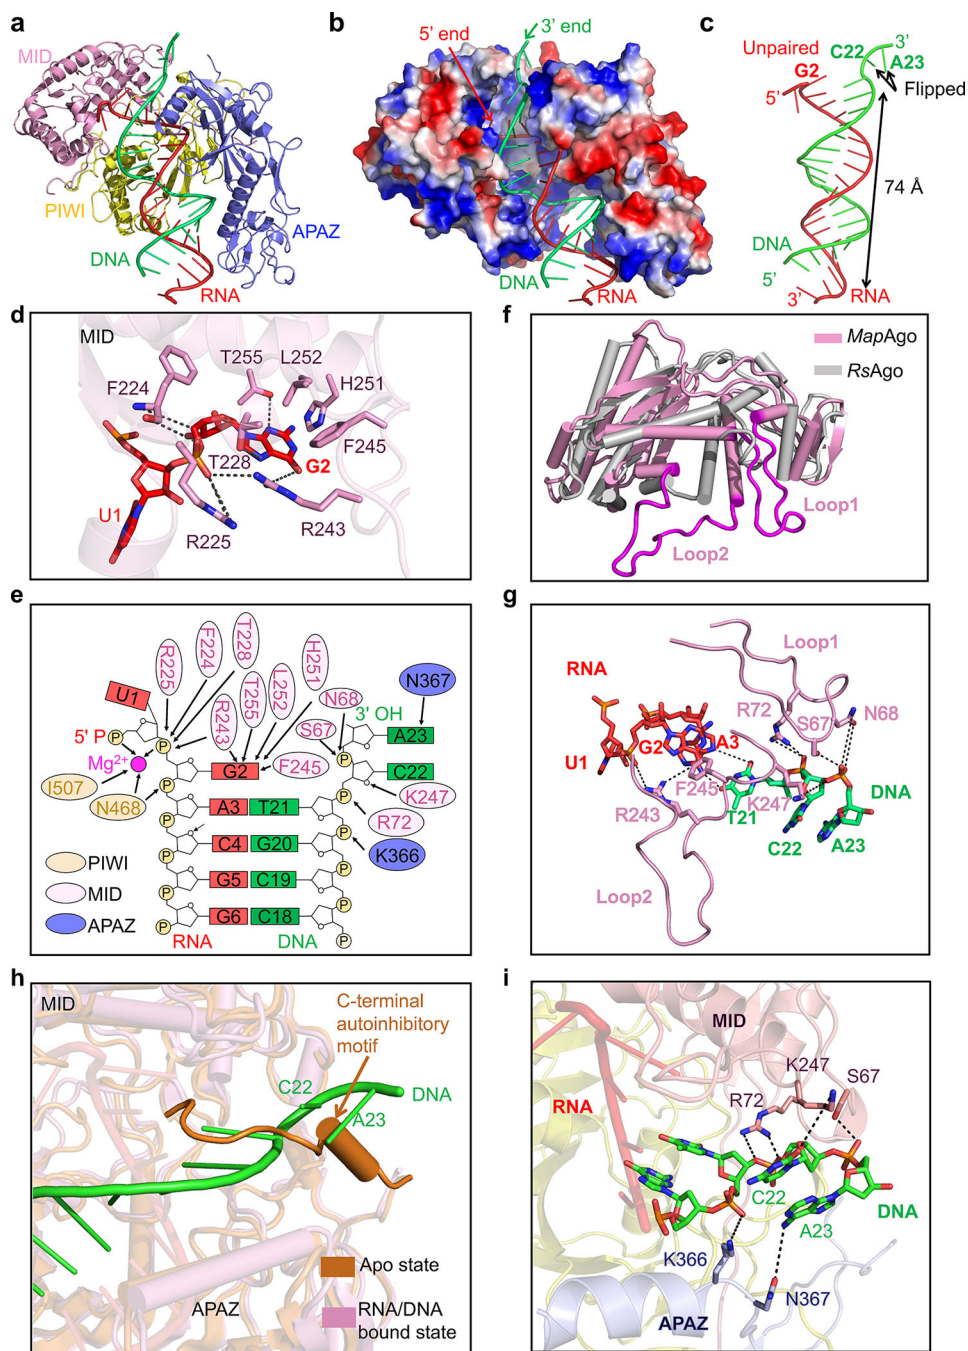 a
MID
PIWI
APAZ
DNA
RNA
b
5’ end
3’ end
DNA
RNA
c
Unpaired
G2
C22
3’
A23
5’
Flipped
74 Å
DNA
5’
3’
RNA
d
MID
T255
L252
F224
H251
F245
T228
G2
U1
R225
R243
f
MapAgo
RsAgo
Loop1
Loop2
e
R225
F224
T228
R243
T255
L252
H251
N68
S67
N367
U1
3’ OH
A23
5’ P
Mg2+
I507
N468
G2
F245
C22
K247
A3
T21
R72
C4
G20
K366
G5
C19
G6
C18
P
P
P
P
P
P
P
P
P
P
P
PIWI
MID
APAZ
RNA
DNA
g
Loop1
RNA
R72
S67
N68
G2
A3
U1
F245
K247
DNA
R243
T21
C22
A23
Loop2
h
MID
C-terminal
autoinhibitory
motif
C22
A23
DNA
APAZ
Apo state
RNA/DNA
bound state
i
MID
K247
S67
R72
RNA
C22
DNA
A23
K366
N367
APAZ